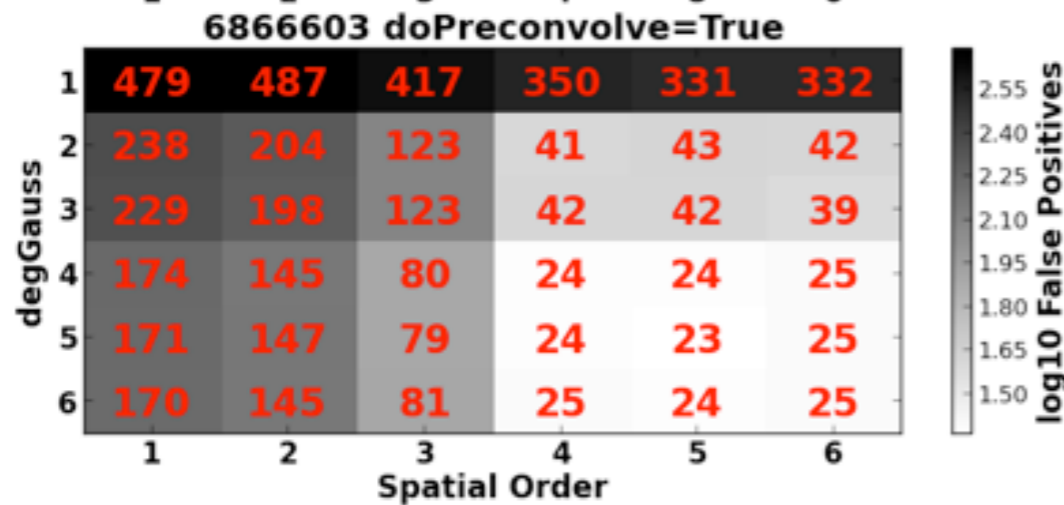 6866603 doPreconvolve=True
1 479 487 417 350 331 332
2 238 204 123 41 43 42
3 229 198 123 42 42 39
4 174 145 80 24 24 25
5 171 147 79 24 23 25
6 170 145 81 25 24 25
1 2 3 4 5 6
Spatial Order
degGauss
2.55
2.40
2.25
2.10
1.95
1.80
1.65
1.50
log10 False Positives